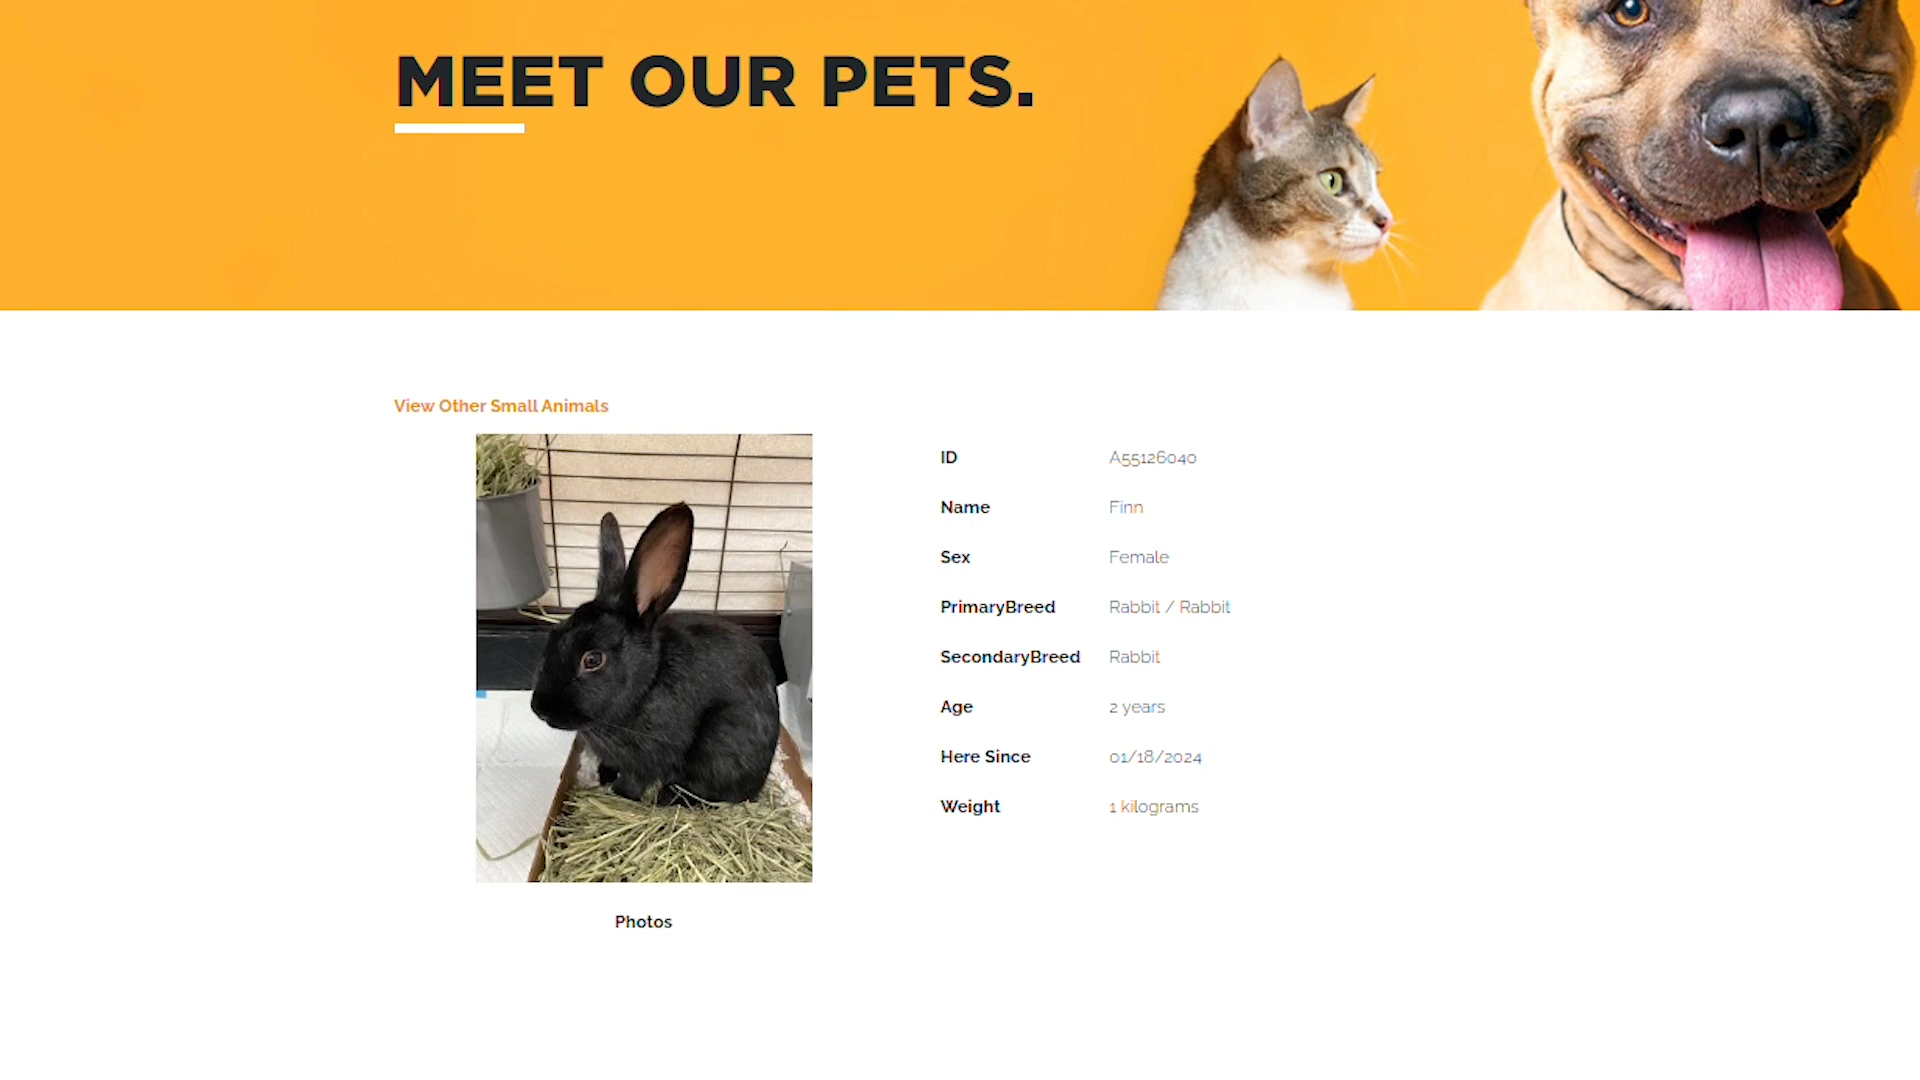 MEET OUR PETS.
View Other Small Animals
ID A55126040
Name Finn
Sex Female
PrimaryBreed Rabbit / Rabbit
SecondaryBreed Rabbit
Age 2 years
Here Since 01/18/2024
Weight 1 kilograms
Photos